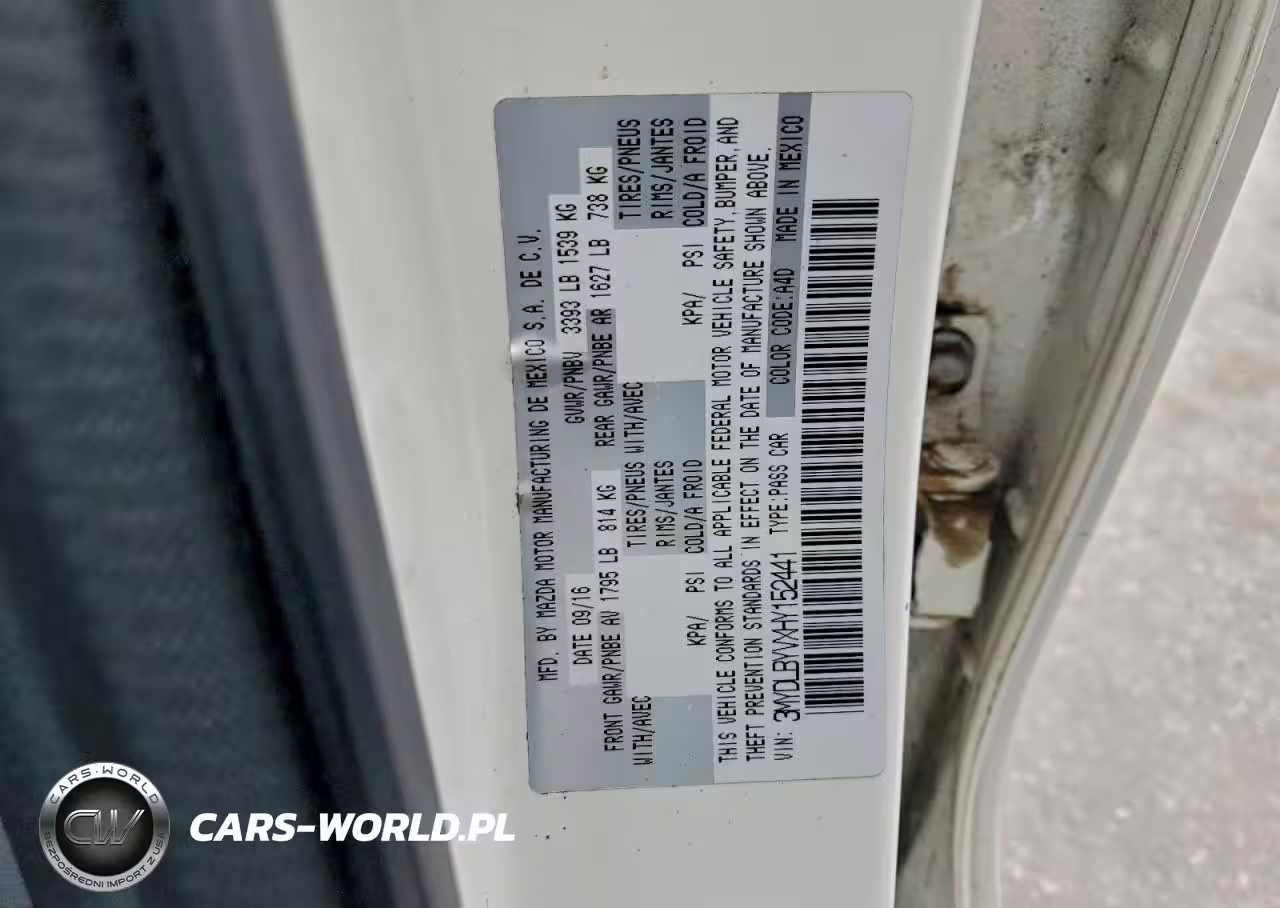 MFD. BY MAZDA MOTOR MANUFACTURING DE MEXICO S.A. DE C.V.
DATE 09/16 GVWR/PNBV 3393 LB 1539 KG
FRONT GAWR/PNBE AV 1795 LB 814 KG REAR GAWR/PNBE AR 1627 LB 738 KG
WITH/AVEC TIRES/PNEUS WITH/AVEC TIRES/PNEUS
RIMS/JANTES RIMS/JANTES
KPA/ PSI COLD/A FROID KPA/ PSI COLD/A FROID
THIS VEHICLE CONFORMS TO ALL APPLICABLE FEDERAL MOTOR VEHICLE SAFETY, BUMPER, AND
THEFT PREVENTION STANDARDS IN EFFECT ON THE DATE OF MANUFACTURE SHOWN ABOVE.
VIN: 3MYDLBYVXHY152441 TYPE:PASS CAR COLOR CODE:A4D MADE IN MEXICO
CARS-WORLD
CW
BEZPOŚREDNI IMPORT Z USA
CARS-WORLD.PL